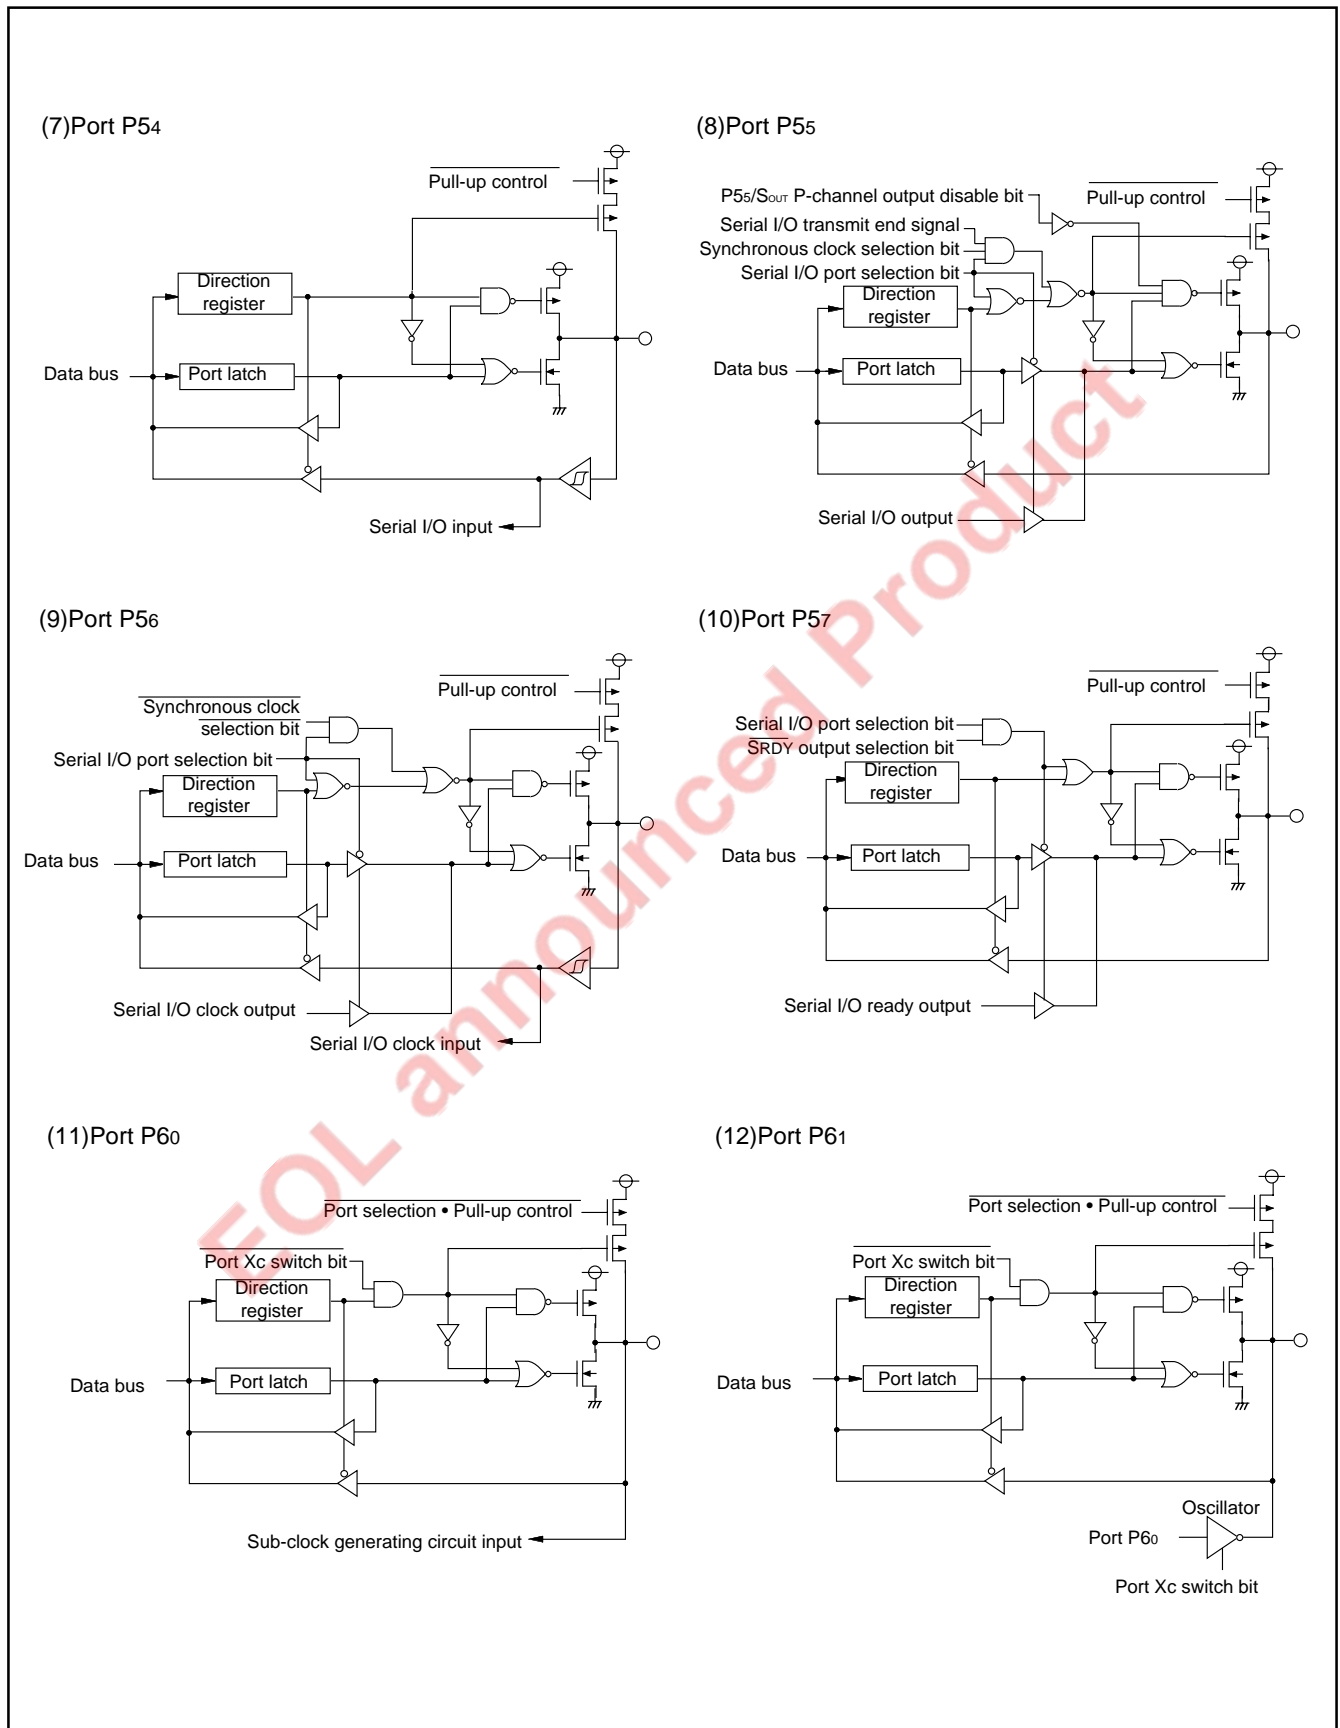 (7)Port P54
Pull-up control
Direction
register
Data bus
Port latch
Serial I/O input
(8)Port P55
Pull-up control
P55/SOUT P-channel output disable bit
Serial I/O transmit end signal
Synchronous clock selection bit
Serial I/O port selection bit
Direction
register
Data bus
Port latch
Serial I/O output
(9)Port P56
Pull-up control
Synchronous clock
selection bit
Serial I/O port selection bit
Direction
register
Data bus
Port latch
Serial I/O clock output
Serial I/O clock input
(10)Port P57
Pull-up control
Serial I/O port selection bit
SRDY output selection bit
Direction
register
Data bus
Port latch
Serial I/O ready output
(11)Port P60
Port selection • Pull-up control
Port Xc switch bit
Direction
register
Data bus
Port latch
Sub-clock generating circuit input
(12)Port P61
Port selection • Pull-up control
Port Xc switch bit
Direction
register
Data bus
Port latch
Oscillator
Port P60
Port Xc switch bit
EOL announced Product